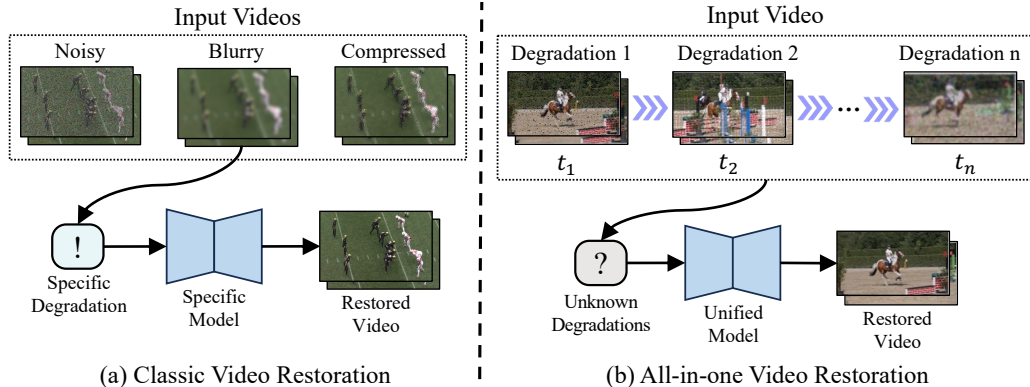 Input Videos
Noisy Blurry Compressed
!
Specific
Degradation
Specific
Model
Restored
Video
(a) Classic Video Restoration
Input Video
Degradation 1 Degradation 2 Degradation n
...
t₁ t₂ tₙ
?
Unknown
Degradations
Unified
Model
Restored
Video
(b) All-in-one Video Restoration